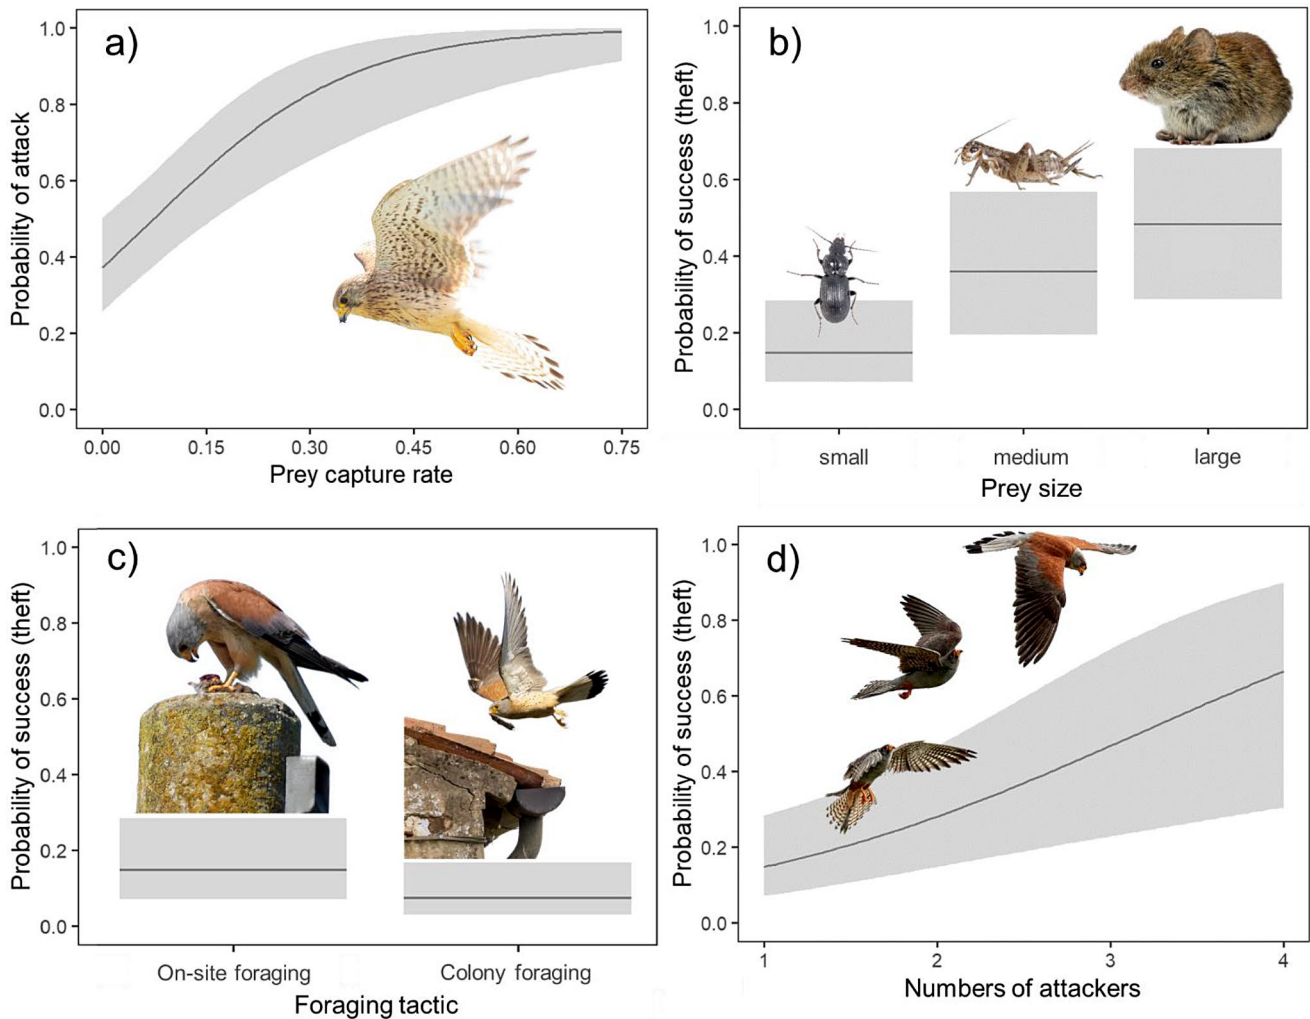 a)
Probability of attack
1.0
0.8
0.6
0.4
0.2
0.0
0.00 0.15 0.30 0.45 0.60 0.75
Prey capture rate
b)
Probability of success (theft)
1.0
0.8
0.6
0.4
0.2
0.0
small medium large
Prey size
c)
Probability of success (theft)
1.0
0.8
0.6
0.4
0.2
0.0
On-site foraging Colony foraging
Foraging tactic
d)
Probability of success (theft)
1.0
0.8
0.6
0.4
0.2
0.0
1 2 3 4
Numbers of attackers